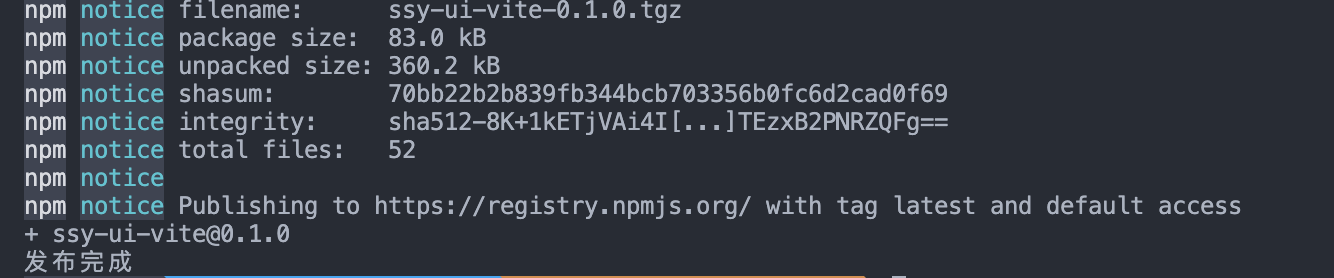 npm notice filename:      ssy-ui-vite-0.1.0.tgz
npm notice package size:  83.0 kB
npm notice unpacked size: 360.2 kB
npm notice shasum:        70bb22b2b839fb344bcb703356b0fc6d2cad0f69
npm notice integrity:     sha512-8K+1kETjVAi4I[...]TEzxB2PNRZQFg==
npm notice total files:   52
npm notice
npm notice Publishing to https://registry.npmjs.org/ with tag latest and default access
+ ssy-ui-vite@0.1.0
发布完成